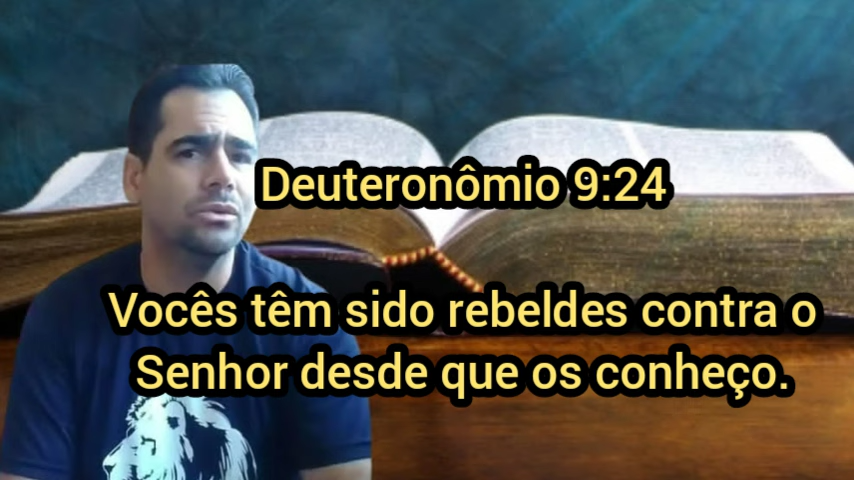 Deuteronômio 9:24
Vocês têm sido rebeldes contra o
Senhor desde que os conheço.